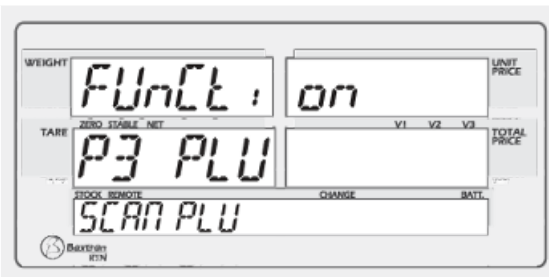 WEIGHT FUnCt : on UNIT PRICE
ZERO STABLE NET V1 V2 V3
TARE P3 PLU TOTAL PRICE
STOCK REMOTE CHANGE BATT.
SCAN PLU
Baxtran